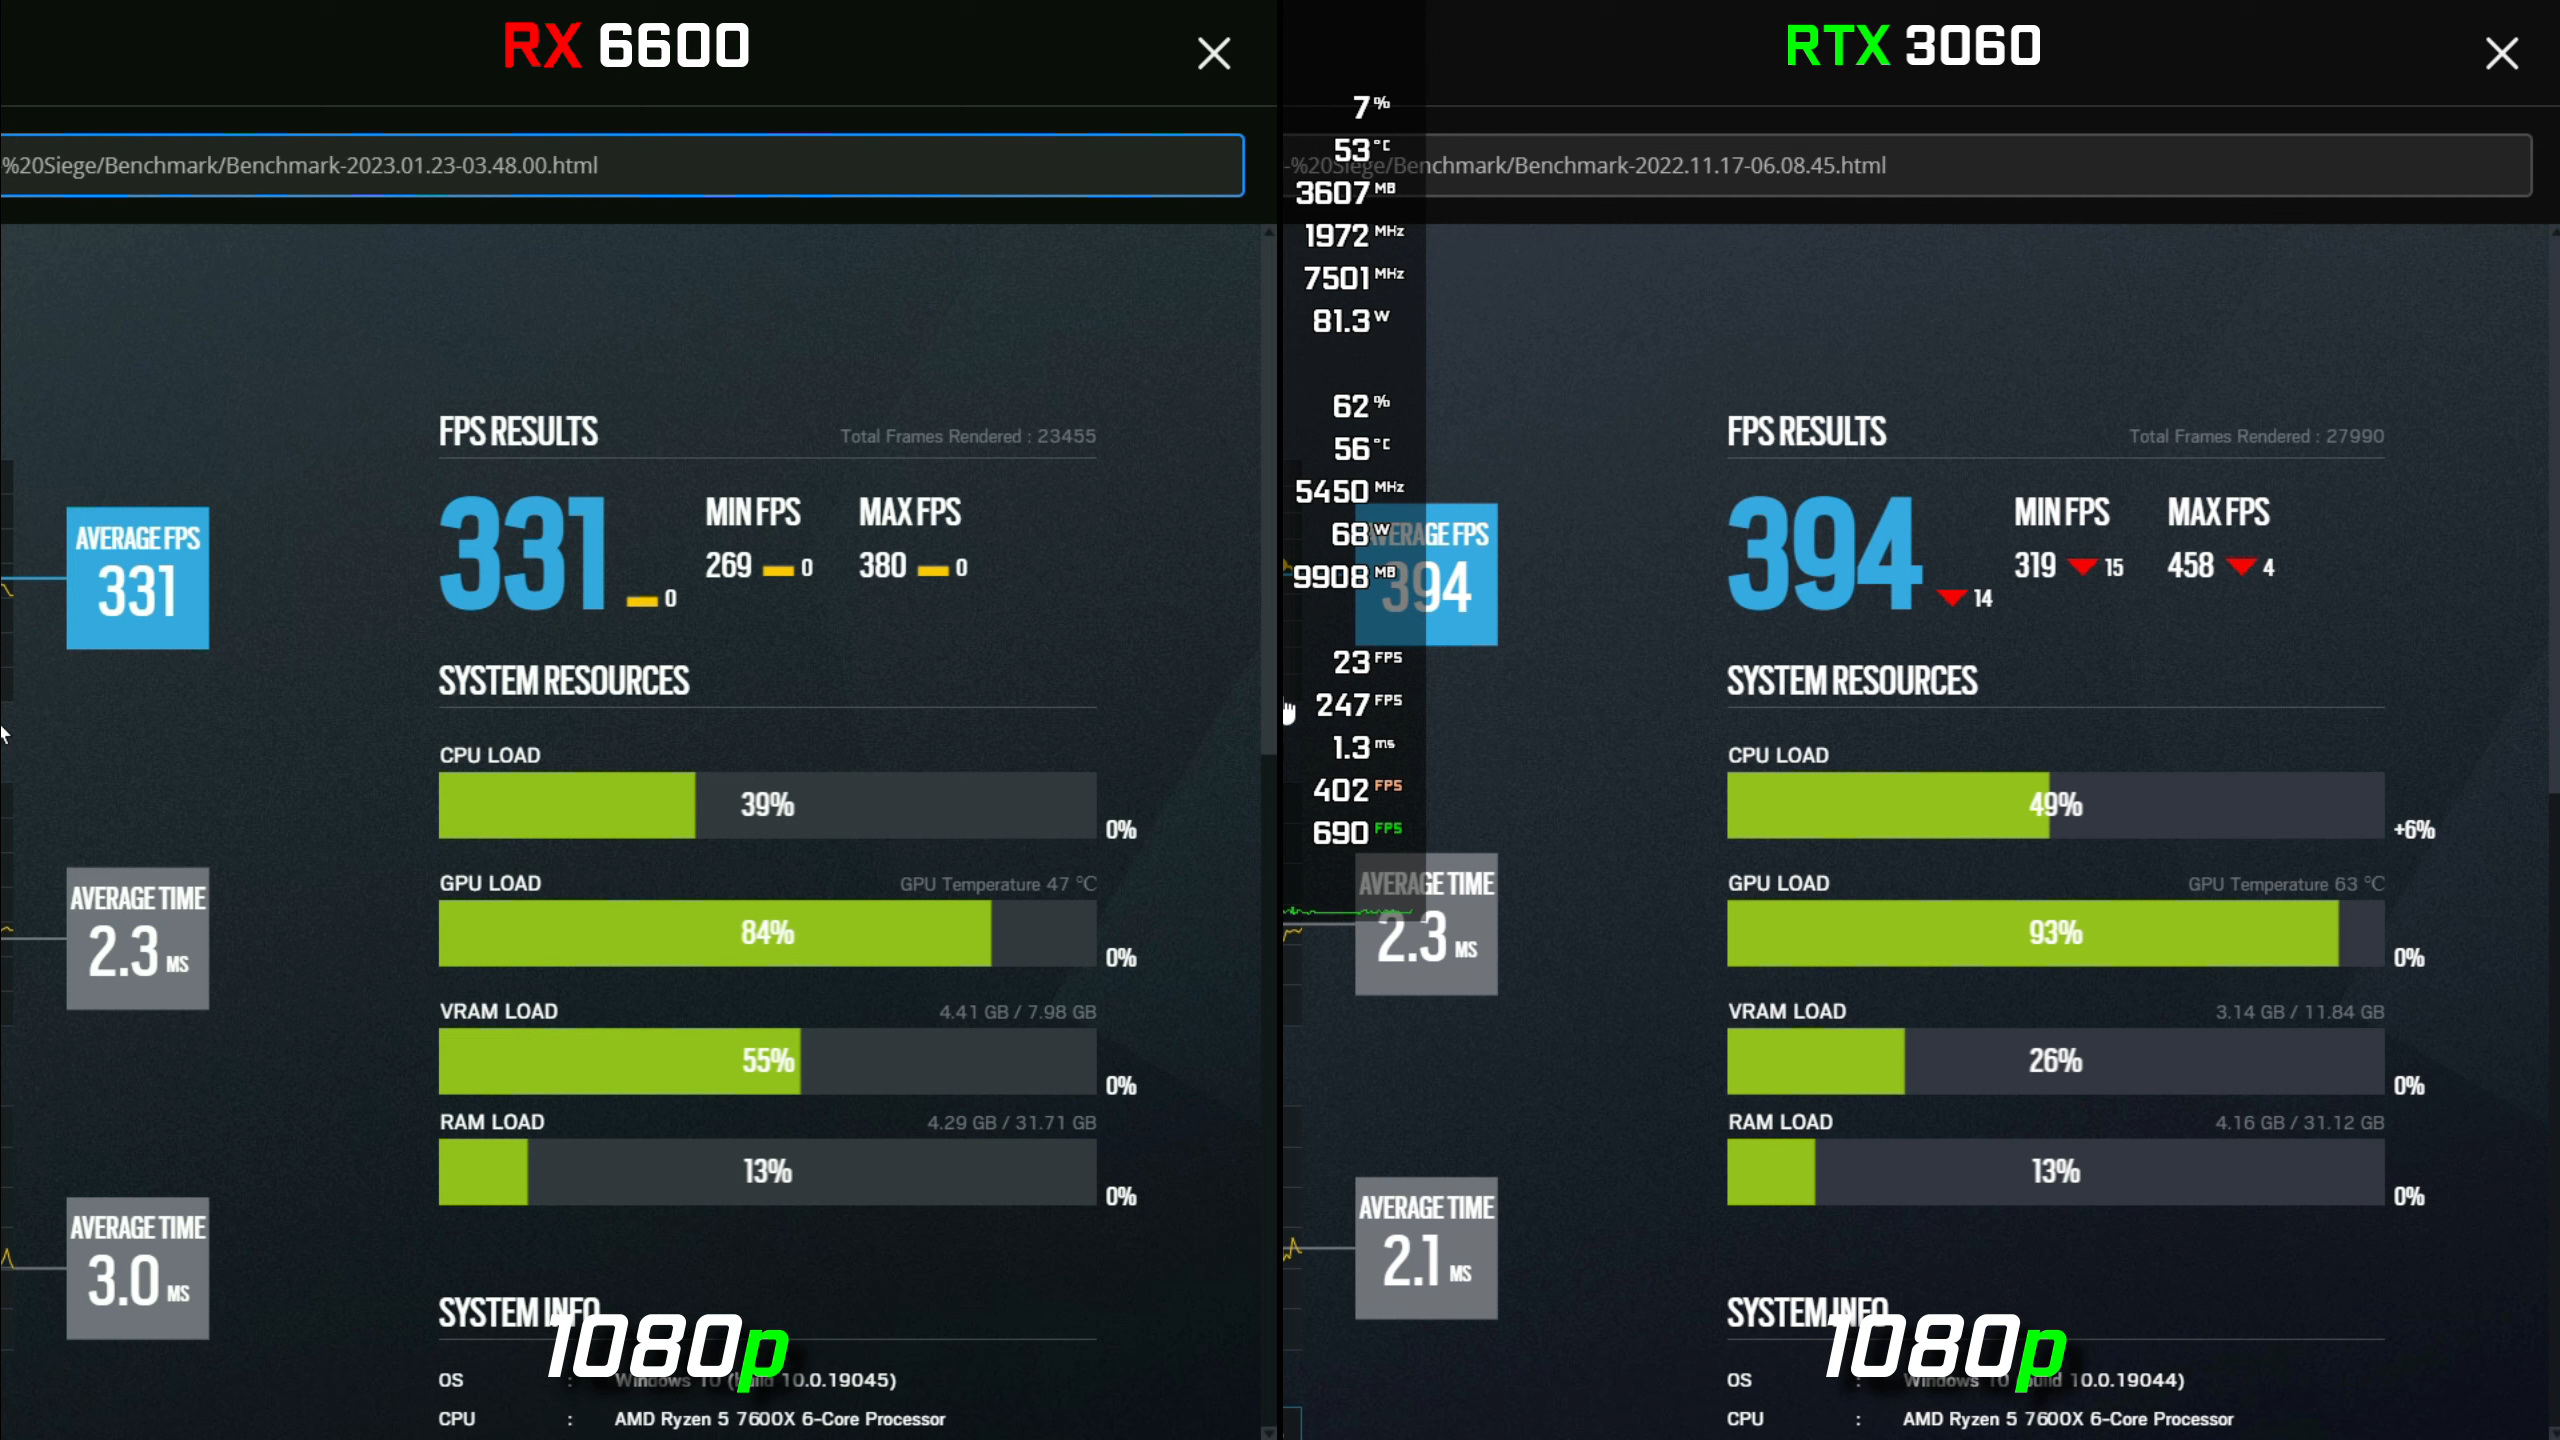 RX 6600
%20Siege/Benchmark/Benchmark-2023.01.23-03.48.00.html
FPS RESULTS
Total Frames Rendered : 23455
AVERAGE FPS
331
331
0
MIN FPS
269 0
MAX FPS
380 0
SYSTEM RESOURCES
CPU LOAD
39%
0%
GPU LOAD
GPU Temperature 47 °C
84%
0%
AVERAGE TIME
2.3 MS
VRAM LOAD
4.41 GB / 7.98 GB
55%
0%
RAM LOAD
4.29 GB / 31.71 GB
13%
0%
AVERAGE TIME
3.0 MS
SYSTEM INFO
1080p
OS : Windows 10 (build 10.0.19045)
CPU : AMD Ryzen 5 7600X 6-Core Processor
RTX 3060
-%20Siege/Benchmark/Benchmark-2022.11.17-06.08.45.html
7 %
53 °C
3607 MB
1972 MHz
7501 MHz
81.3 W
62 %
56 °C
5450 MHz
68 W
9908 MB
23 FPS
247 FPS
1.3 ms
402 FPS
690 FPS
FPS RESULTS
Total Frames Rendered : 27990
AVERAGE FPS
394
394
14
MIN FPS
319 15
MAX FPS
458 4
SYSTEM RESOURCES
CPU LOAD
49%
+6%
GPU LOAD
GPU Temperature 63 °C
93%
0%
AVERAGE TIME
2.3 MS
VRAM LOAD
3.14 GB / 11.84 GB
26%
0%
RAM LOAD
4.16 GB / 31.12 GB
13%
0%
AVERAGE TIME
2.1 MS
SYSTEM INFO
1080p
OS : Windows 10 (build 10.0.19044)
CPU : AMD Ryzen 5 7600X 6-Core Processor